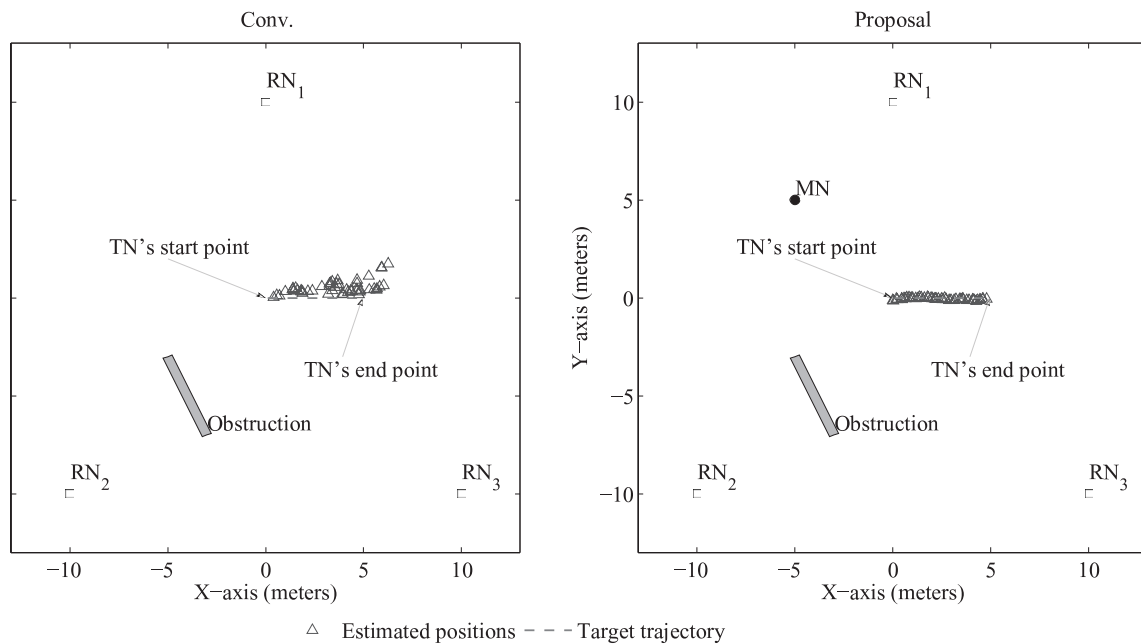 Conv.
RN1
TN's start point
TN's end point
Obstruction
RN2
RN3
−10
−5
0
5
10
X−axis (meters)
Proposal
10
5
0
−5
−10
Y−axis (meters)
RN1
MN
TN's start point
TN's end point
Obstruction
RN2
RN3
−10
−5
0
5
10
X−axis (meters)
Estimated positions
Target trajectory